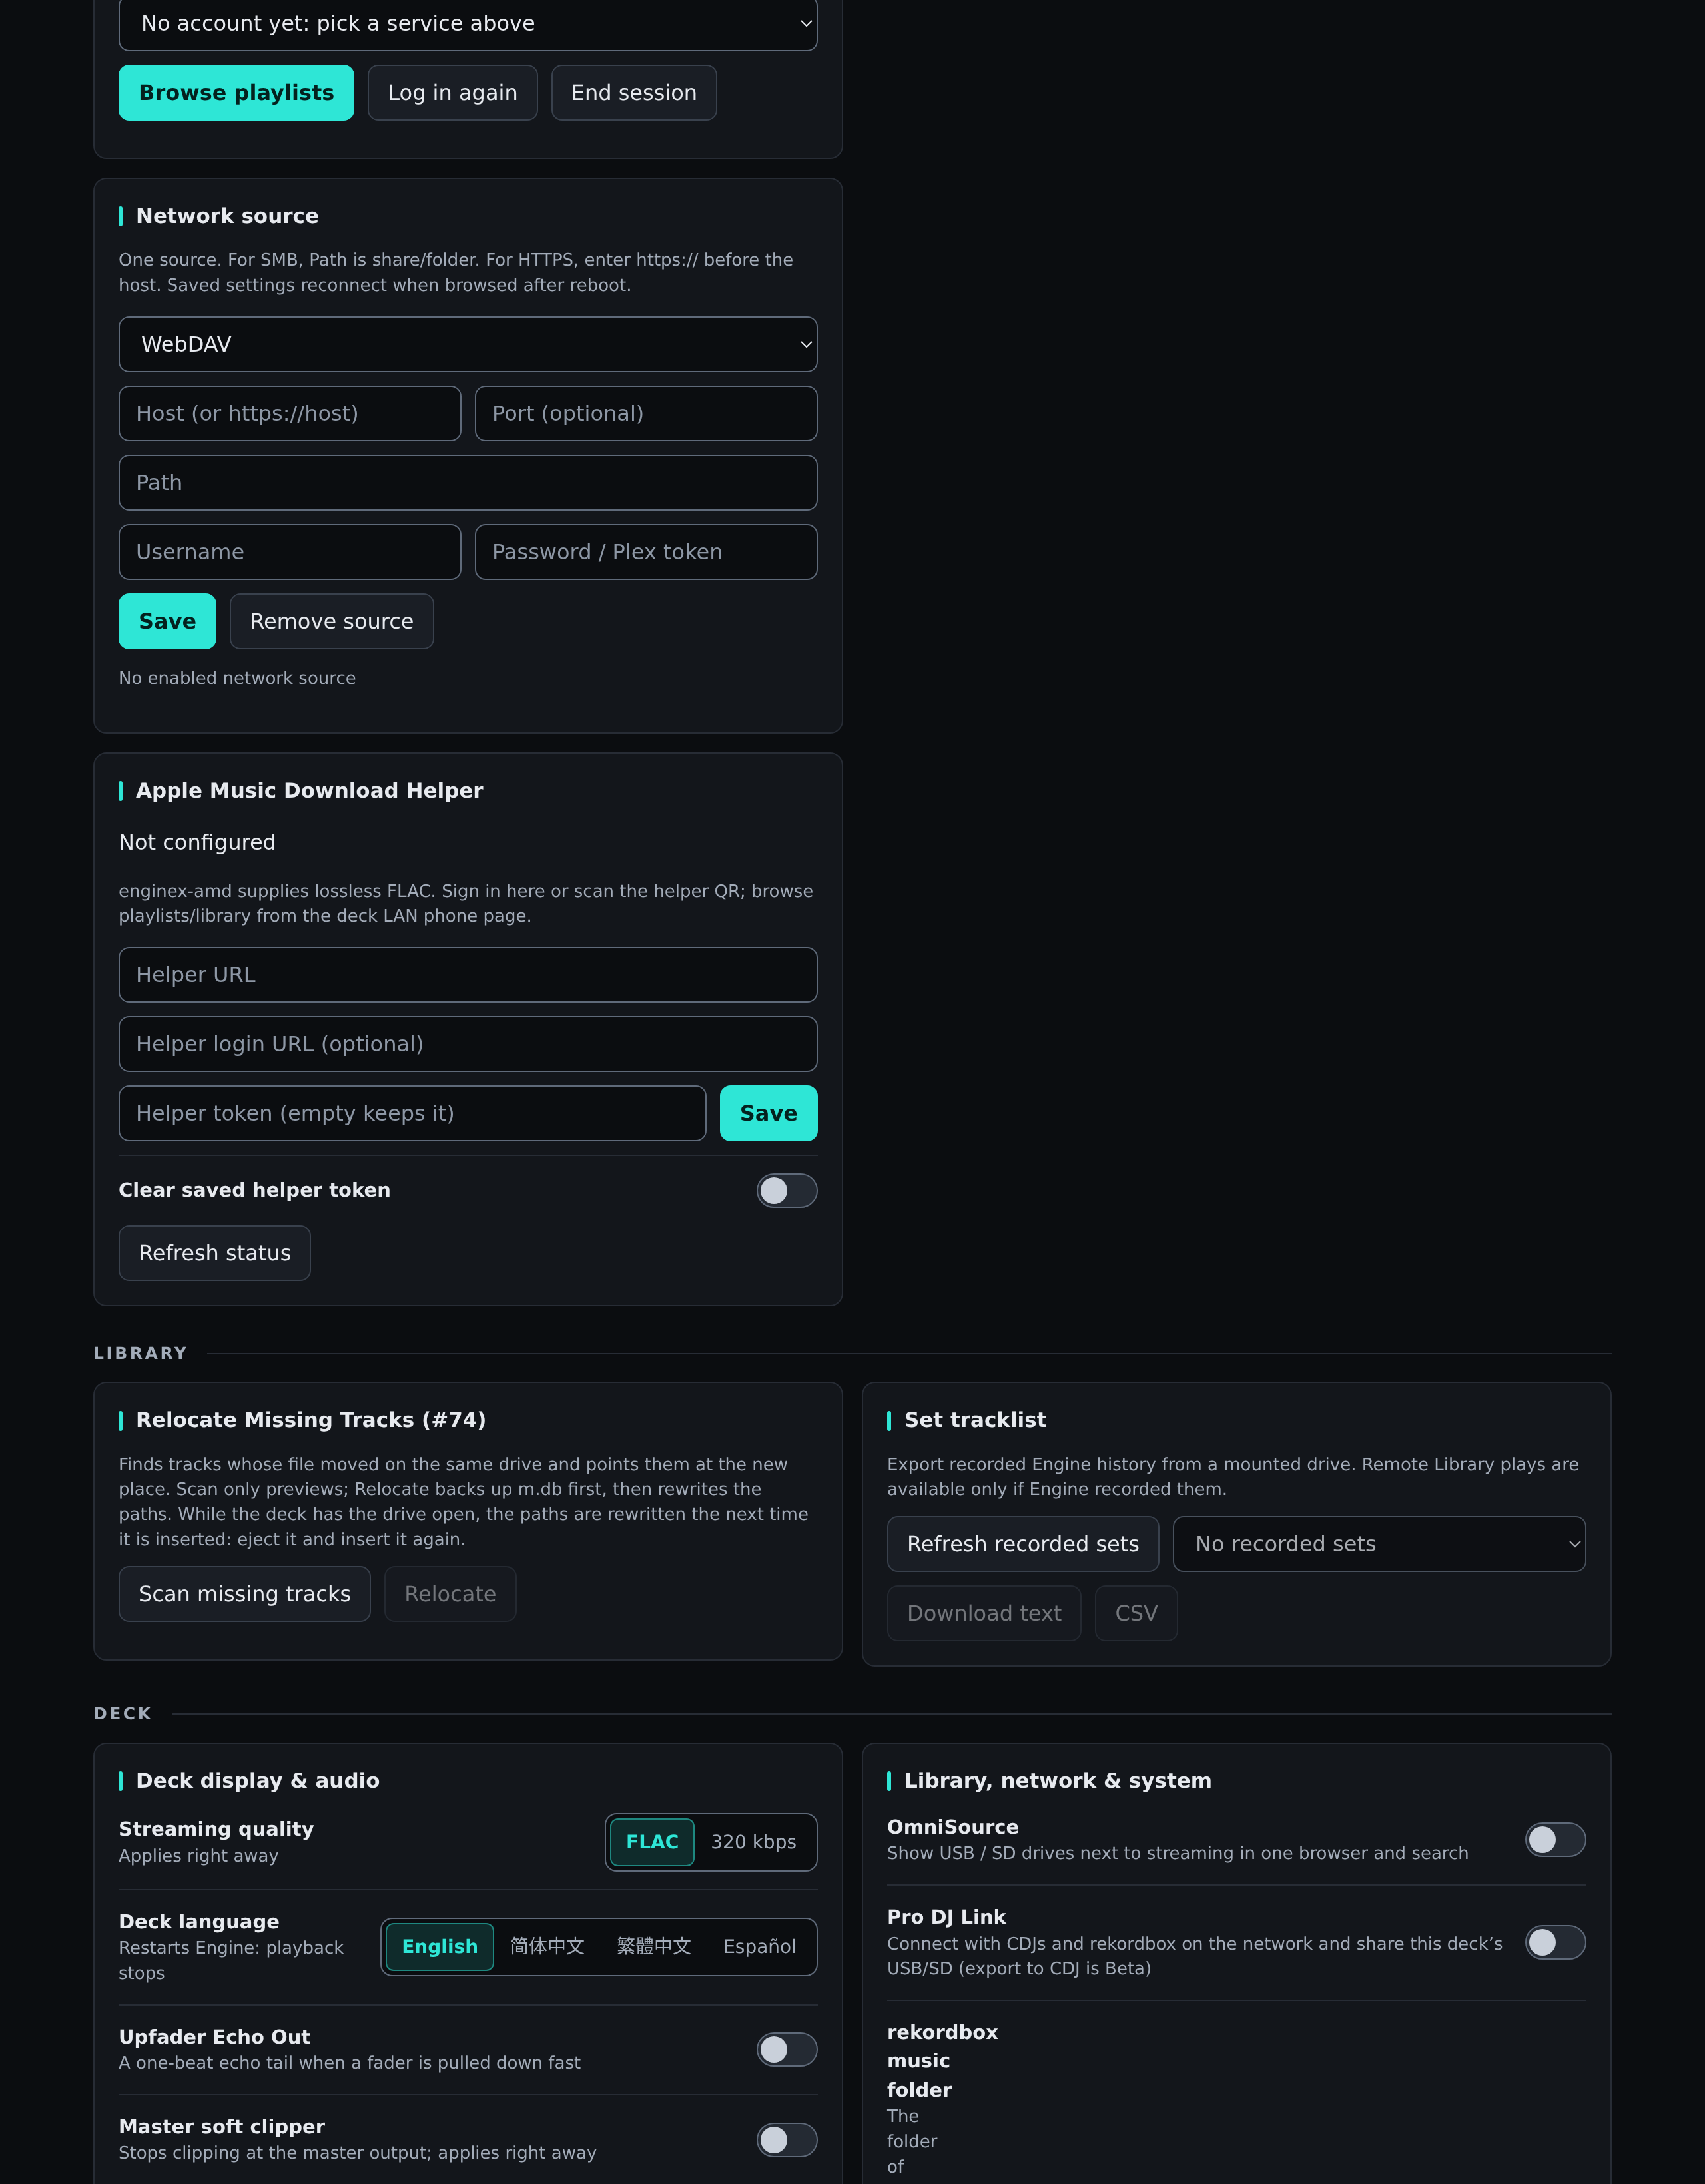 No account yet: pick a service above
Browse playlists
Log in again
End session
Network source
One source. For SMB, Path is share/folder. For HTTPS, enter https:// before the
host. Saved settings reconnect when browsed after reboot.
WebDAV
Host (or https://host)
Port (optional)
Path
Username
Password / Plex token
Save
Remove source
No enabled network source
Apple Music Download Helper
Not configured
enginex-amd supplies lossless FLAC. Sign in here or scan the helper QR; browse
playlists/library from the deck LAN phone page.
Helper URL
Helper login URL (optional)
Helper token (empty keeps it)
Save
Clear saved helper token
Refresh status
LIBRARY
Relocate Missing Tracks (#74)
Finds tracks whose file moved on the same drive and points them at the new
place. Scan only previews; Relocate backs up m.db first, then rewrites the
paths. While the deck has the drive open, the paths are rewritten the next time
it is inserted: eject it and insert it again.
Scan missing tracks
Relocate
Set tracklist
Export recorded Engine history from a mounted drive. Remote Library plays are
available only if Engine recorded them.
Refresh recorded sets
No recorded sets
Download text
CSV
DECK
Deck display & audio
Streaming quality
Applies right away
FLAC
320 kbps
Deck language
Restarts Engine: playback
stops
English
简体中文
繁體中文
Español
Upfader Echo Out
A one-beat echo tail when a fader is pulled down fast
Master soft clipper
Stops clipping at the master output; applies right away
Library, network & system
OmniSource
Show USB / SD drives next to streaming in one browser and search
Pro DJ Link
Connect with CDJs and rekordbox on the network and share this deck’s
USB/SD (export to CDJ is Beta)
rekordbox
music
folder
The
folder
of